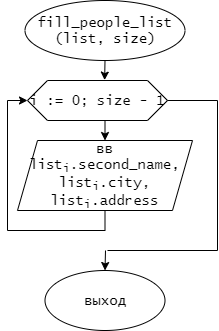 fill_people_list
(list, size)
i := 0; size - 1
вв
listᵢ.second_name,
listᵢ.city,
listᵢ.address
выход